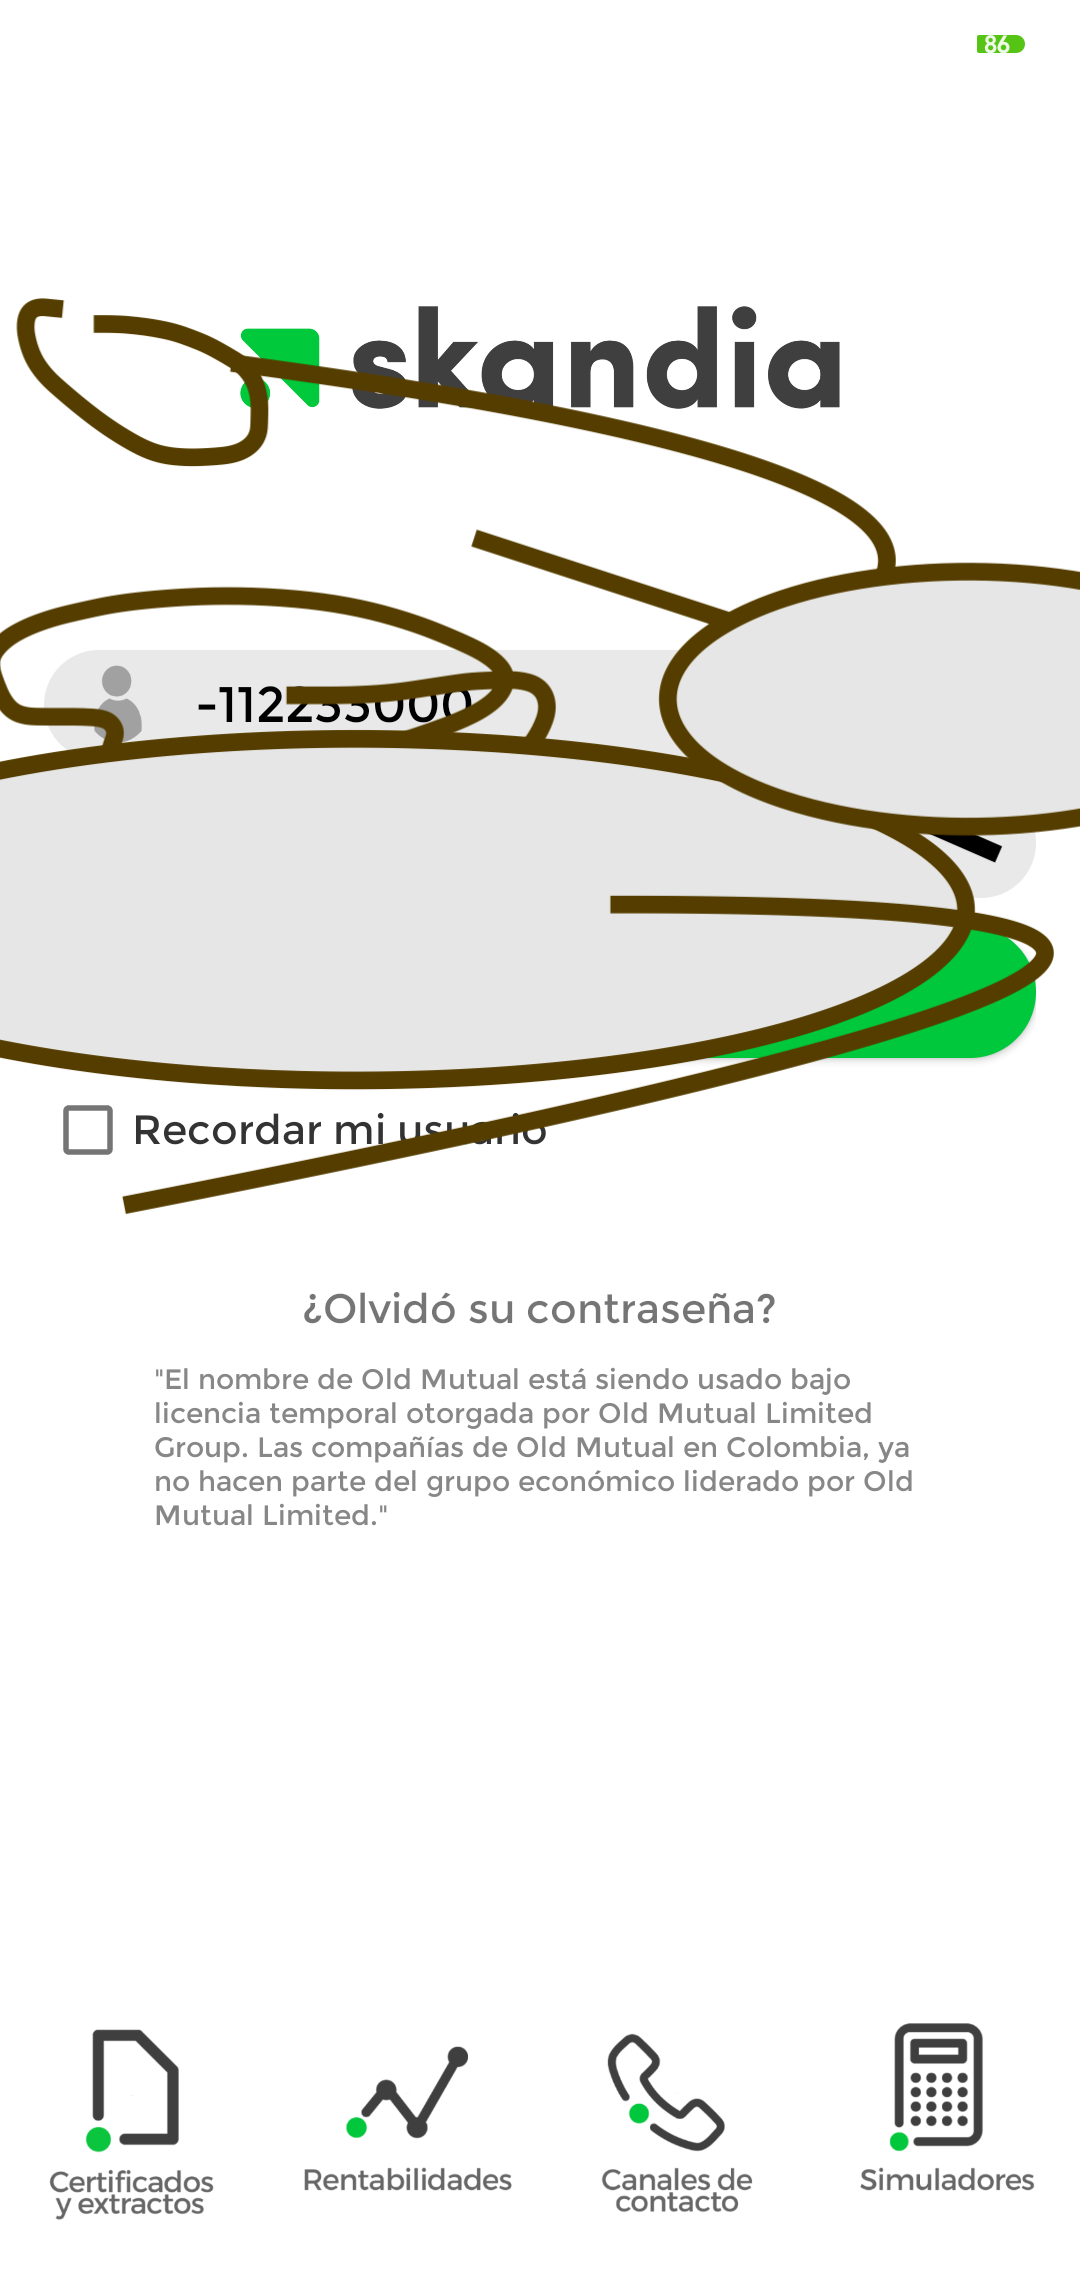 86
skandia
-112233000
Recordar mi usuario
¿Olvidó su contraseña?
"El nombre de Old Mutual está siendo usado bajo
licencia temporal otorgada por Old Mutual Limited
Group. Las compañías de Old Mutual en Colombia, ya
no hacen parte del grupo económico liderado por Old
Mutual Limited."
Certificados
y extractos
Rentabilidades
Canales de
contacto
Simuladores